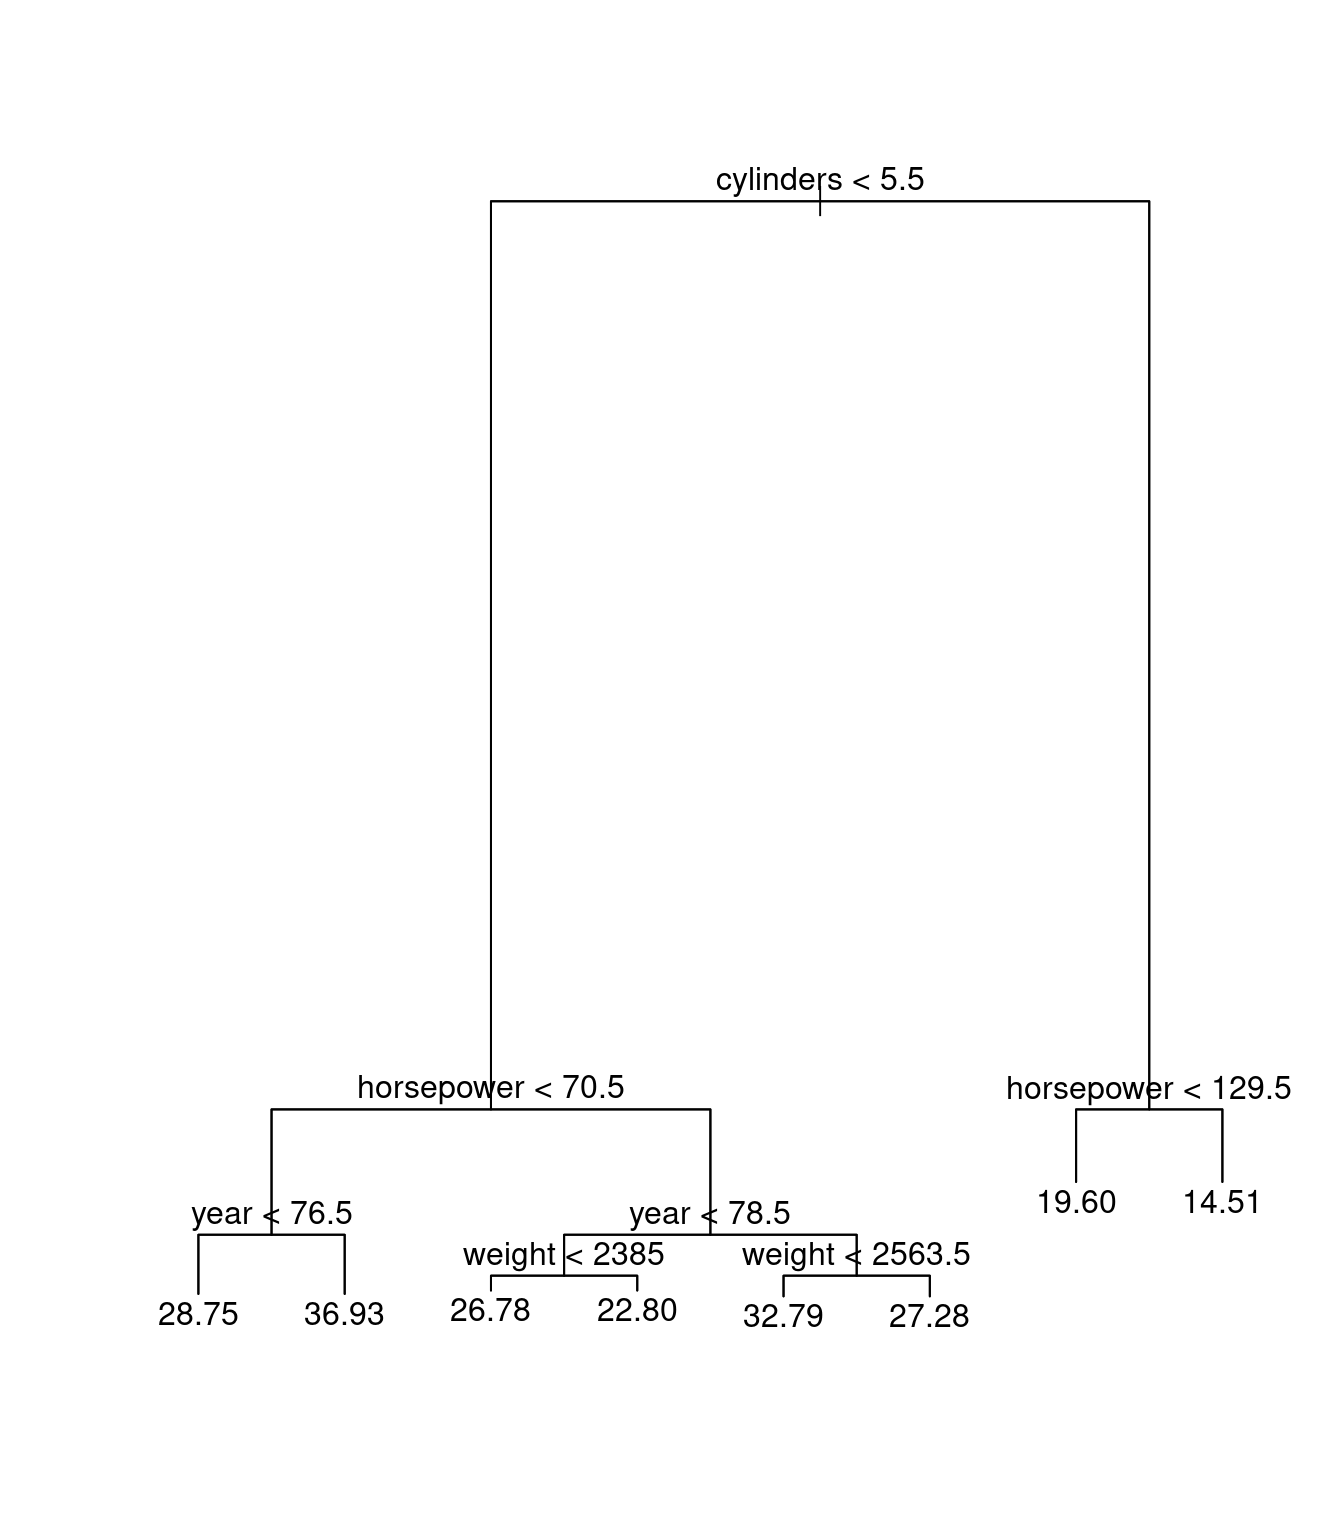 cylinders < 5.5
horsepower < 70.5
horsepower < 129.5
year < 76.5
year < 78.5
19.60
14.51
weight < 2385
weight < 2563.5
28.75
36.93
26.78
22.80
32.79
27.28